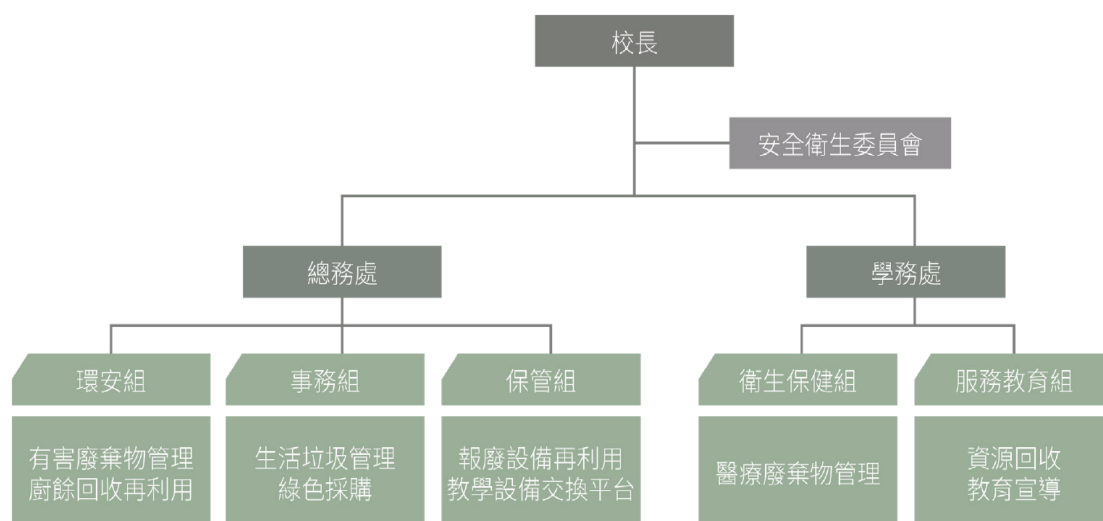 校長
安全衛生委員會
總務處
學務處
環安組
事務組
保管組
衛生保健組
服務教育組
有害廢棄物管理
廚餘回收再利用
生活垃圾管理
綠色採購
報廢設備再利用
教學設備交換平台
醫療廢棄物管理
資源回收
教育宣導